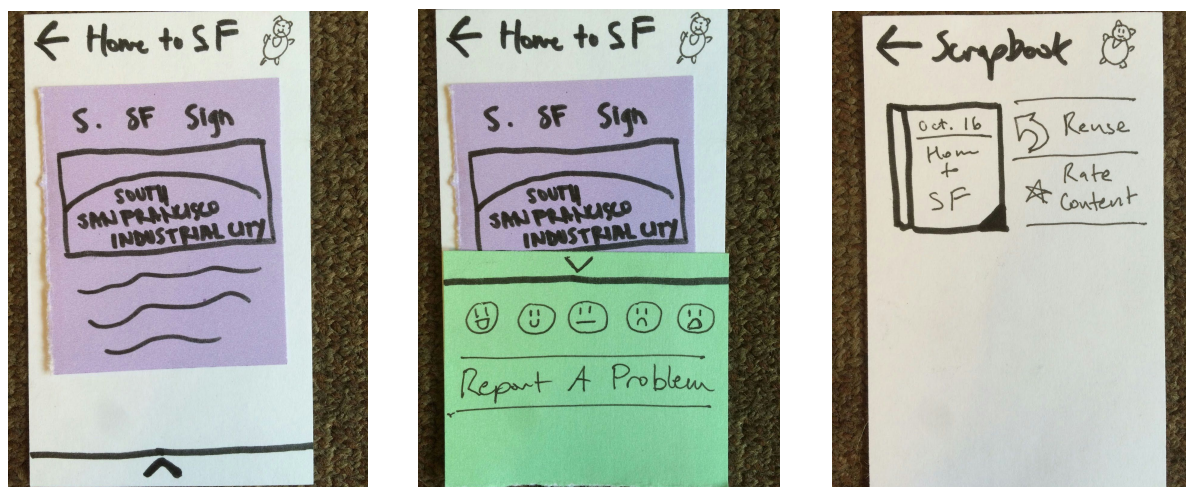 ← Home to SF
S. SF Sign
SOUTH
SAN FRANCISCO
INDUSTRIAL CITY
← Home to SF
S. SF Sign
SOUTH
SAN FRANCISCO
INDUSTRIAL CITY
Report A Problem
← Scrapbook
Oct. 16
Hom
to
SF
Reuse
Rate
Content